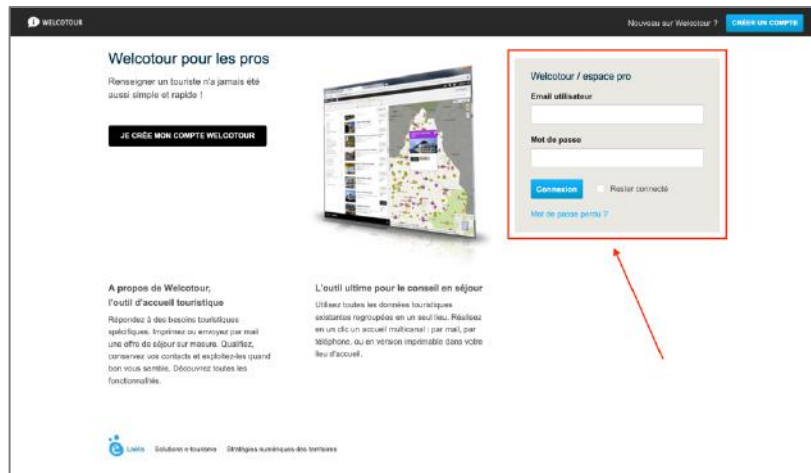 WELCOTOUR
Nouveau sur Welcotour ?
CRÉER UN COMPTE
Welcotour pour les pros
Renseigner un touriste n'a jamais été
aussi simple et rapide !
JE CRÉE MON COMPTE WELCOTOUR
Welcotour / espace pro
Email utilisateur
Mot de passe
Connexion
Rester connecté
Mot de passe perdu ?
A propos de Welcotour,
l'outil d'accueil touristique
Répondez à des besoins touristiques
spécifiques. Imprimez ou envoyez par mail
une offre de séjour sur mesure. Qualifiez,
conservez vos contacts et exploitez-les quand
bon vous semble. Découvrez toutes les
fonctionnalités.
L'outil ultime pour le conseil en séjour
Utilisez toutes les données touristiques
existantes regroupées en un seul lieu. Réalisez
en un clic un accueil multicanal : par mail, par
téléphone, ou en version imprimable dans votre
lieu d'accueil.
Laëtis Solutions e-tourisme Stratégies numériques des territoires